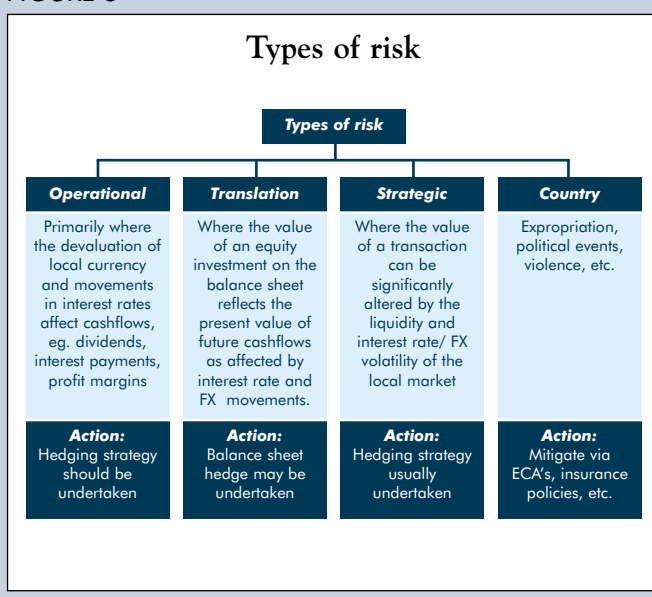 Types of risk
Types of risk
Operational
Primarily where
the devaluation of
local currency
and movements
in interest rates
affect cashflows,
eg. dividends,
interest payments,
profit margins
Action:
Hedging strategy
should be
undertaken
Translation
Where the value
of an equity
investment on the
balance sheet
reflects the
present value of
future cashflows
as affected by
interest rate and
FX movements.
Action:
Balance sheet
hedge may be
undertaken
Strategic
Where the value
of a transaction
can be
significantly
altered by the
liquidity and
interest rate/ FX
volatility of the
local market
Action:
Hedging strategy
usually
undertaken
Country
Expropriation,
political events,
violence, etc.
Action:
Mitigate via
ECA's, insurance
policies, etc.